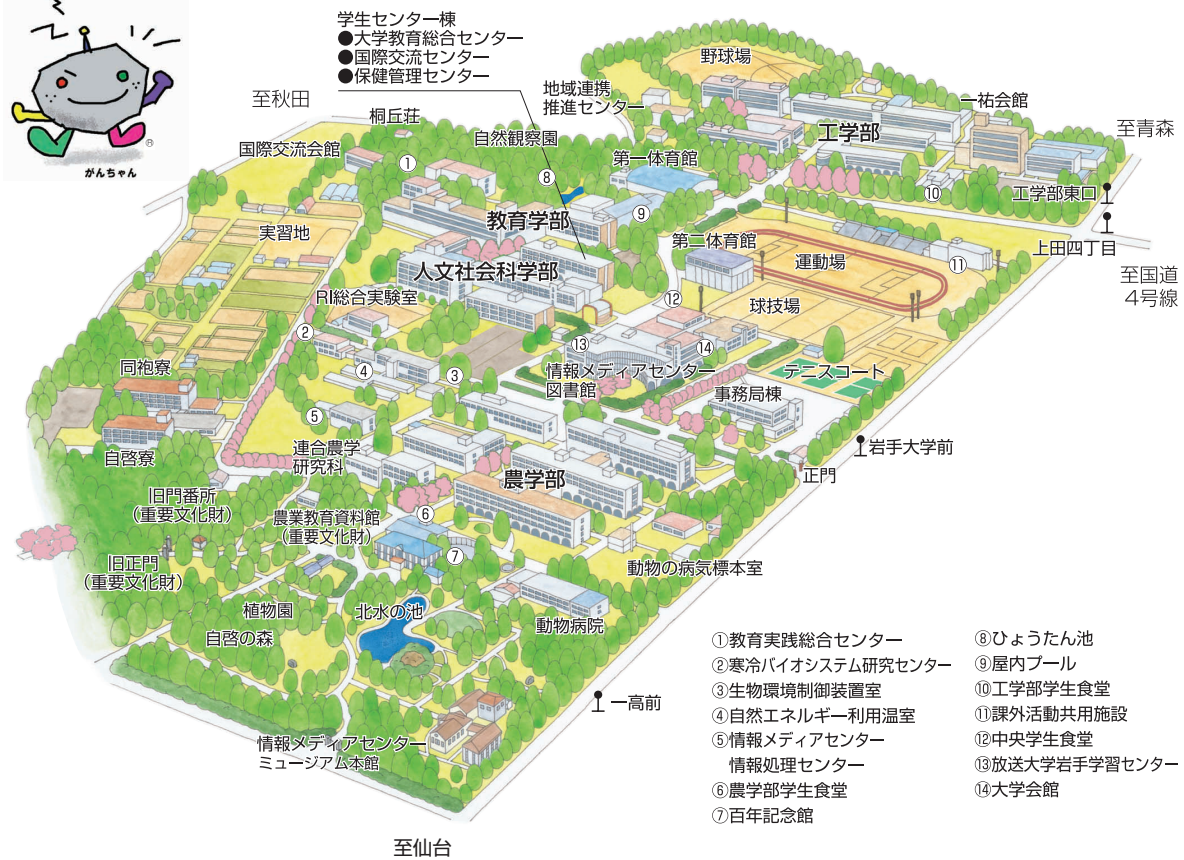 がんちゃん
®
学生センター棟
●大学教育総合センター
●国際交流センター
●保健管理センター
至秋田
桐丘荘
自然観察園
地域連携
推進センター
野球場
一祐会館
工学部
至青森
国際交流会館
①
⑧
第一体育館
⑩
工学部東口
教育学部
⑨
実習地
第二体育館
運動場
⑪
上田四丁目
人文社会科学部
至国道
4号線
RI総合実験室
⑫
球技場
②
⑬
⑭
同袍寮
④
③
情報メディアセンター
図書館
テニスコート
事務局棟
⑤
自啓寮
連合農学
研究科
岩手大学前
農学部
正門
旧門番所
(重要文化財)
農業教育資料館
(重要文化財)
⑥
旧正門
(重要文化財)
⑦
動物の病気標本室
植物園
北水の池
動物病院
自啓の森
一高前
情報メディアセンター
ミュージアム本館
至仙台
①教育実践総合センター
②寒冷バイオシステム研究センター
③生物環境制御装置室
④自然エネルギー利用温室
⑤情報メディアセンター
情報処理センター
⑥農学部学生食堂
⑦百年記念館
⑧ひょうたん池
⑨屋内プール
⑩工学部学生食堂
⑪課外活動共用施設
⑫中央学生食堂
⑬放送大学岩手学習センター
⑭大学会館